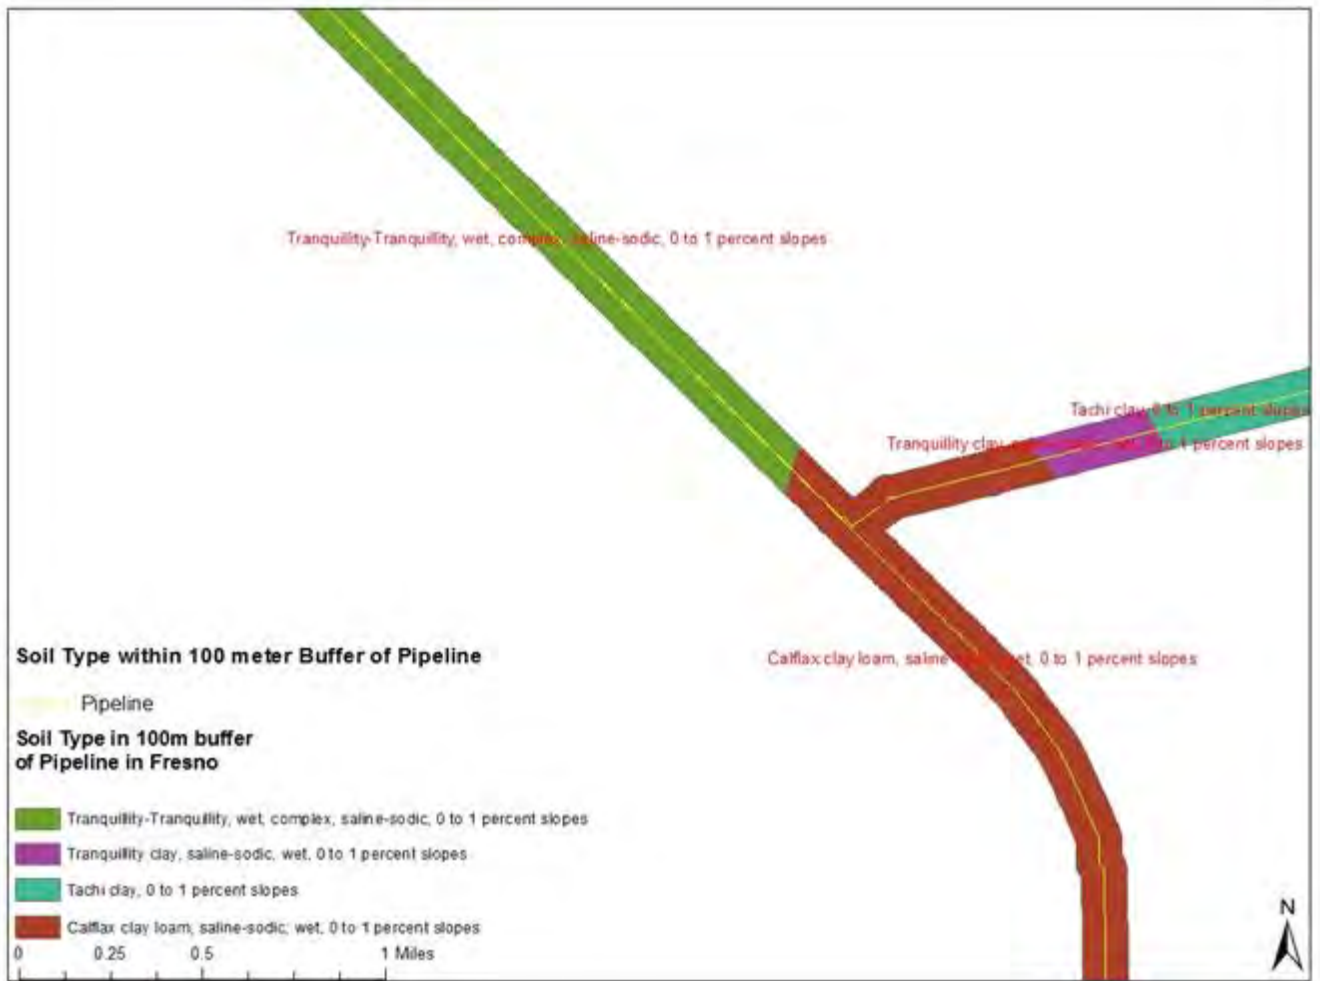 Tranquillity-Tranquillity, wet, complex, saline-sodic, 0 to 1 percent slopes
Tachi clay, 0 to 1 percent slopes
Tranquillity clay, 0 to 1 percent slopes
Calflax clay loam, saline wet, 0 to 1 percent slopes
Soil Type within 100 meter Buffer of Pipeline
Pipeline
Soil Type in 100m buffer
of Pipeline in Fresno
Tranquillity-Tranquillity, wet, complex, saline-sodic, 0 to 1 percent slopes
Tranquillity clay, saline-sodic, wet, 0 to 1 percent slopes
Tachi clay, 0 to 1 percent slopes
Calflax clay loam, saline-sodic, wet, 0 to 1 percent slopes
0 0.25 0.5 1 Miles
N